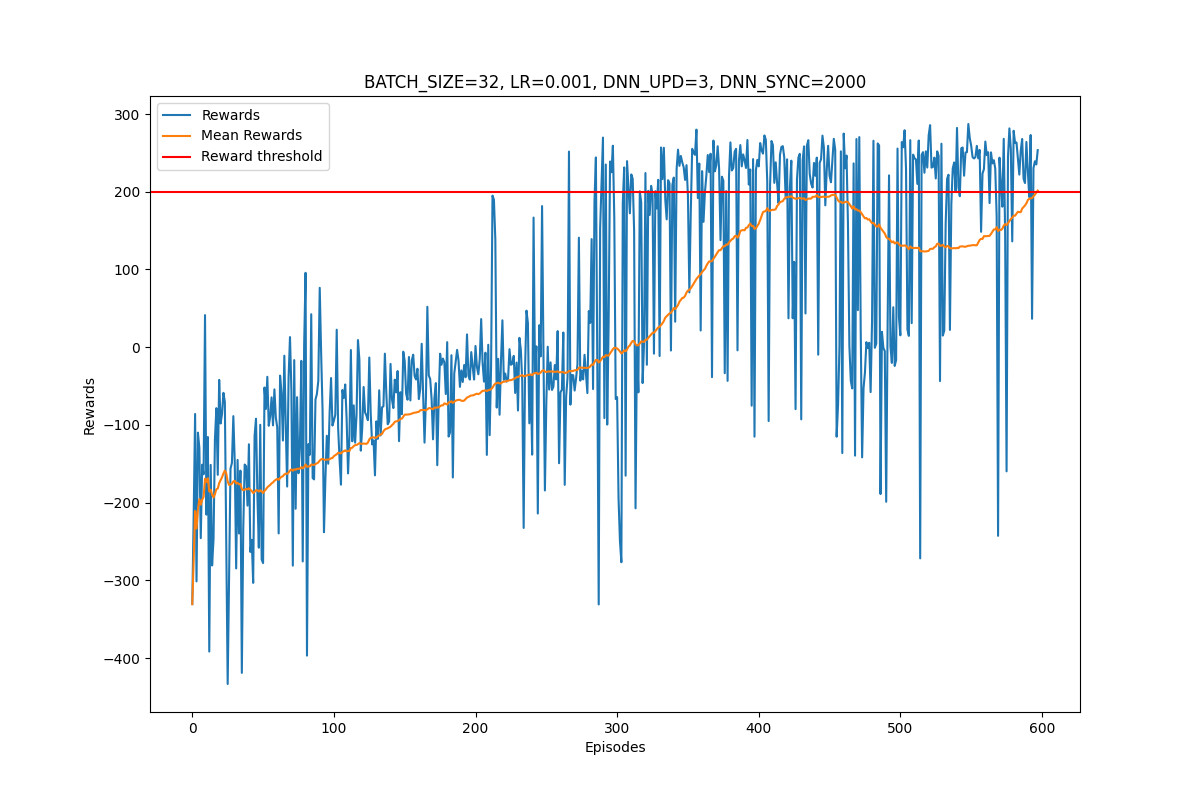 BATCH_SIZE=32, LR=0.001, DNN_UPD=3, DNN_SYNC=2000
Rewards
Mean Rewards
Reward threshold
300
200
100
0
−100
−200
−300
−400
Rewards
0 100 200 300 400 500 600
Episodes